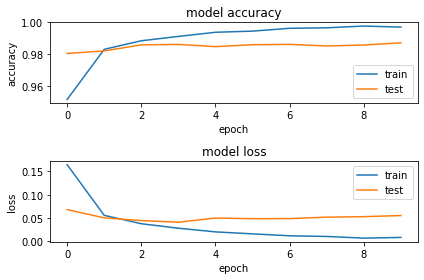 model accuracy
1.00
0.98
0.96
accuracy
train
test
0 2 4 6 8
epoch
model loss
0.15
0.10
0.05
0.00
loss
train
test
0 2 4 6 8
epoch